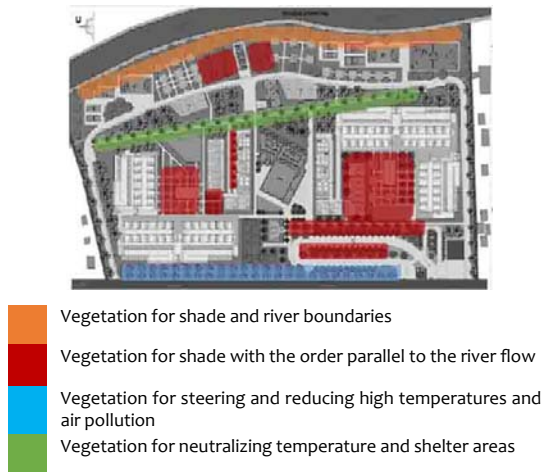 Vegetation for shade and river boundaries
Vegetation for shade with the order parallel to the river flow
Vegetation for steering and reducing high temperatures and
air pollution
Vegetation for neutralizing temperature and shelter areas